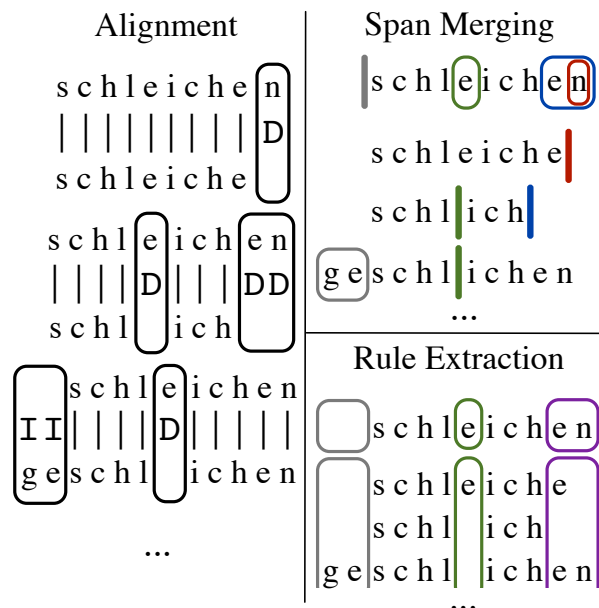 Alignment
s c h l e i c h e n
| | | | | | | | | D
s c h l e i c h e
s c h l e i c h e n
| | | | D | | | D D
s c h l i c h
s c h l e i c h e n
I I | | | | D | | | | |
g e s c h l i c h e n
...
Span Merging
s c h l e i c h e n
s c h l e i c h e
s c h l i c h
g e s c h l i c h e n
...
Rule Extraction
s c h l e i c h e n
s c h l e i c h e
s c h l i c h
g e s c h l i c h e n
...